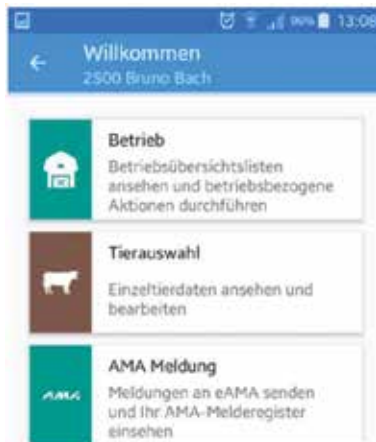 13:08
Willkommen
2500 Bruno Bach
Betrieb
Betriebsübersichtslisten
ansehen und betriebsbezogene
Aktionen durchführen
Tierauswahl
Einzeltierdaten ansehen und
bearbeiten
AMA Meldung
AMA
Meldungen an eAMA senden
und Ihr AMA-Melderegister
einsehen